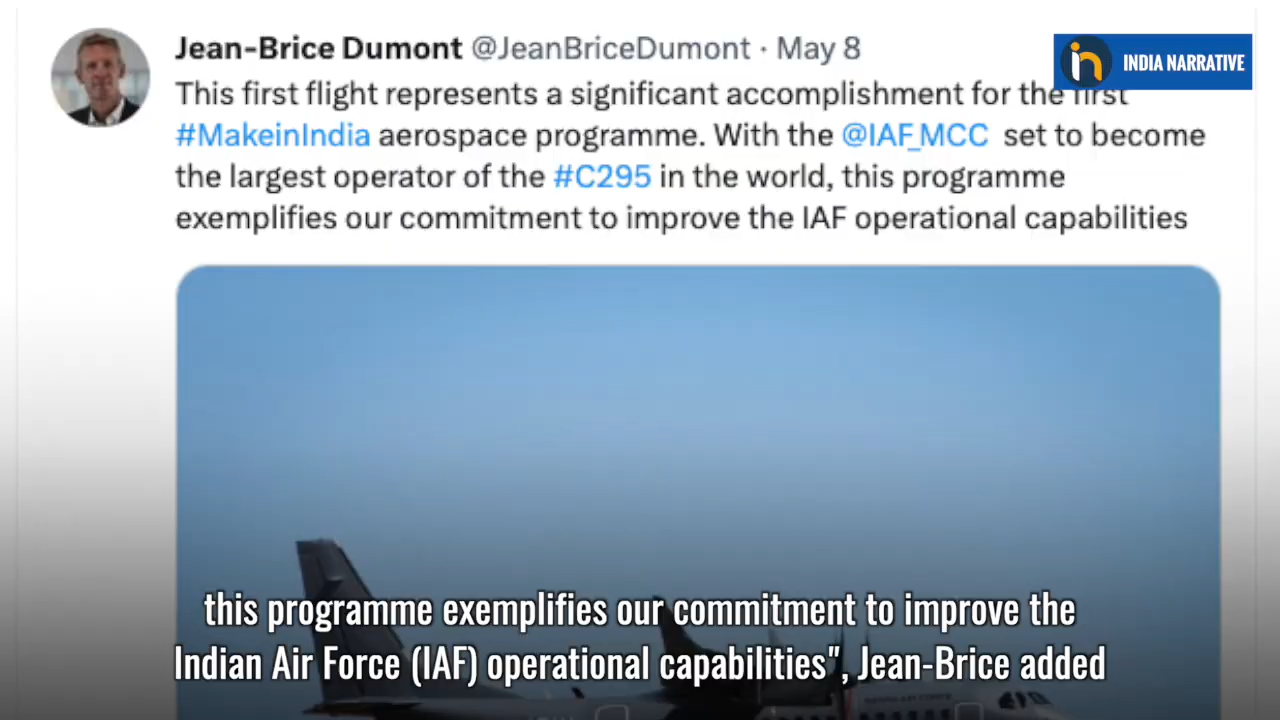 Jean-Brice Dumont @JeanBriceDumont · May 8
INDIA NARRATIVE
This first flight represents a significant accomplishment for the first
#MakeinIndia aerospace programme. With the @IAF_MCC set to become
the largest operator of the #C295 in the world, this programme
exemplifies our commitment to improve the IAF operational capabilities
this programme exemplifies our commitment to improve the
Indian Air Force (IAF) operational capabilities", Jean-Brice added